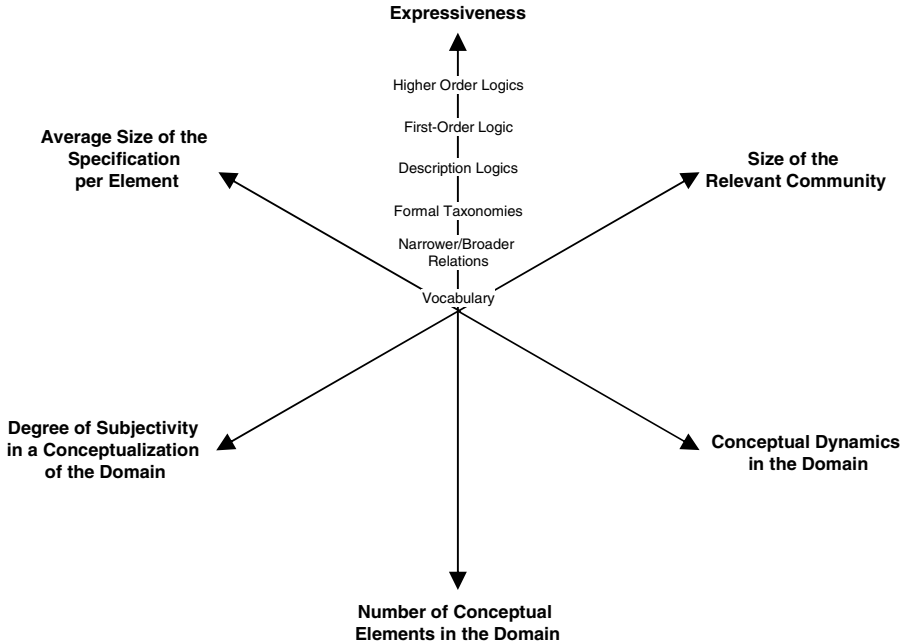 Expressiveness
Higher Order Logics
First-Order Logic
Description Logics
Formal Taxonomies
Narrower/Broader
Relations
Vocabulary
Average Size of the
Specification
per Element
Size of the
Relevant Community
Degree of Subjectivity
in a Conceptualization
of the Domain
Conceptual Dynamics
in the Domain
Number of Conceptual
Elements in the Domain